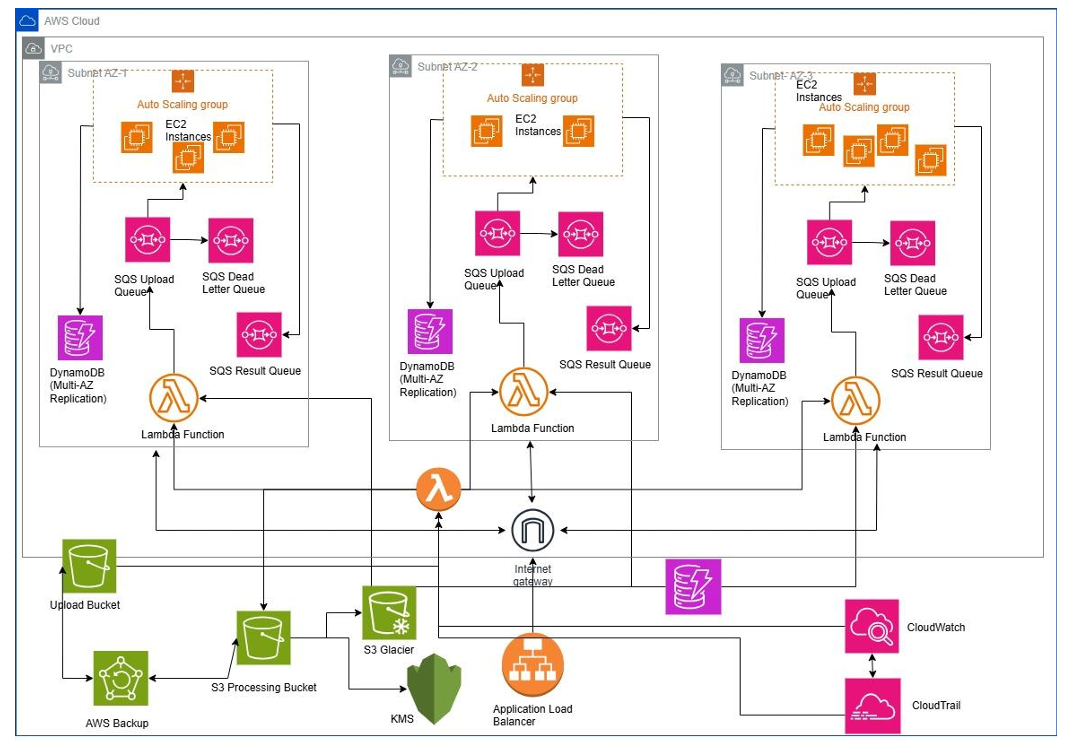 AWS Cloud
VPC
Subnet AZ-1
Auto Scaling group
EC2
Instances
SQS Upload
Queue
SQS Dead
Letter Queue
DynamoDB
(Multi-AZ
Replication)
SQS Result Queue
Lambda Function
Subnet AZ-2
Auto Scaling group
EC2
Instances
SQS Upload
Queue
SQS Dead
Letter Queue
DynamoDB
(Multi-AZ
Replication)
SQS Result Queue
Lambda Function
Subnet- AZ-3
EC2
Instances
Auto Scaling group
SQS Upload
Queue
SQS Dead
Letter Queue
DynamoDB
(Multi-AZ
Replication)
SQS Result Queue
Lambda Function
Internet
gateway
Upload Bucket
S3 Glacier
CloudWatch
S3 Processing Bucket
AWS Backup
KMS
Application Load
Balancer
CloudTrail